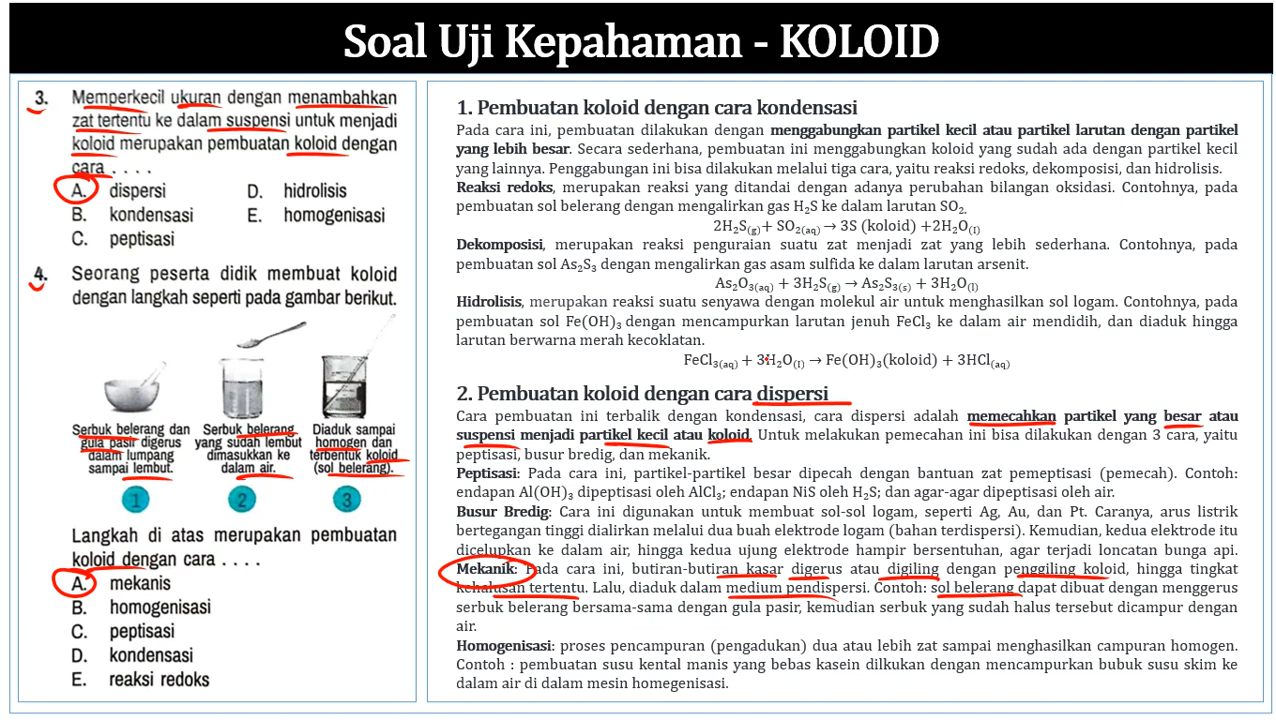 Soal Uji Kepahaman - KOLOID
3. Memperkecil ukuran dengan menambahkan
zat tertentu ke dalam suspensi untuk menjadi
koloid merupakan pembuatan koloid dengan
cara . . . .
A. dispersi D. hidrolisis
B. kondensasi E. homogenisasi
C. peptisasi
4. Seorang peserta didik membuat koloid
dengan langkah seperti pada gambar berikut.
Serbuk belerang dan
gula pasir digerus
dalam lumpang
sampai lembut.
1
Serbuk belerang
yang sudah lembut
dimasukkan ke
dalam air.
2
Diaduk sampai
homogen dan
terbentuk koloid
(sol belerang).
3
Langkah di atas merupakan pembuatan
koloid dengan cara . . . .
A. mekanis
B. homogenisasi
C. peptisasi
D. kondensasi
E. reaksi redoks
1. Pembuatan koloid dengan cara kondensasi
Pada cara ini, pembuatan dilakukan dengan menggabungkan partikel kecil atau partikel larutan dengan partikel
yang lebih besar. Secara sederhana, pembuatan ini menggabungkan koloid yang sudah ada dengan partikel kecil
yang lainnya. Penggabungan ini bisa dilakukan melalui tiga cara, yaitu reaksi redoks, dekomposisi, dan hidrolisis.
Reaksi redoks, merupakan reaksi yang ditandai dengan adanya perubahan bilangan oksidasi. Contohnya, pada
pembuatan sol belerang dengan mengalirkan gas H₂S ke dalam larutan SO₂.
2H₂S(g)+ SO₂(aq) → 3S (koloid) +2H₂O(l)
Dekomposisi, merupakan reaksi penguraian suatu zat menjadi zat yang lebih sederhana. Contohnya, pada
pembuatan sol As₂S₃ dengan mengalirkan gas asam sulfida ke dalam larutan arsenit.
As₂O₃(aq) + 3H₂S(g) → As₂S₃(s) + 3H₂O(l)
Hidrolisis, merupakan reaksi suatu senyawa dengan molekul air untuk menghasilkan sol logam. Contohnya, pada
pembuatan sol Fe(OH)₃ dengan mencampurkan larutan jenuh FeCl₃ ke dalam air mendidih, dan diaduk hingga
larutan berwarna merah kecoklatan.
FeCl₃(aq) + 3H₂O(l) → Fe(OH)₃(koloid) + 3HCl(aq)
2. Pembuatan koloid dengan cara dispersi
Cara pembuatan ini terbalik dengan kondensasi, cara dispersi adalah memecahkan partikel yang besar atau
suspensi menjadi partikel kecil atau koloid. Untuk melakukan pemecahan ini bisa dilakukan dengan 3 cara, yaitu
peptisasi, busur bredig, dan mekanik.
Peptisasi: Pada cara ini, partikel-partikel besar dipecah dengan bantuan zat pemeptisasi (pemecah). Contoh:
endapan Al(OH)₃ dipeptisasi oleh AlCl₃; endapan NiS oleh H₂S; dan agar-agar dipeptisasi oleh air.
Busur Bredig: Cara ini digunakan untuk membuat sol-sol logam, seperti Ag, Au, dan Pt. Caranya, arus listrik
bertegangan tinggi dialirkan melalui dua buah elektrode logam (bahan terdispersi). Kemudian, kedua elektrode itu
dicelupkan ke dalam air, hingga kedua ujung elektrode hampir bersentuhan, agar terjadi loncatan bunga api.
Mekanik: Pada cara ini, butiran-butiran kasar digerus atau digiling dengan penggiling koloid, hingga tingkat
kehalusan tertentu. Lalu, diaduk dalam medium pendispersi. Contoh: sol belerang dapat dibuat dengan menggerus
serbuk belerang bersama-sama dengan gula pasir, kemudian serbuk yang sudah halus tersebut dicampur dengan
air.
Homogenisasi: proses pencampuran (pengadukan) dua atau lebih zat sampai menghasilkan campuran homogen.
Contoh : pembuatan susu kental manis yang bebas kasein dilkukan dengan mencampurkan bubuk susu skim ke
dalam air di dalam mesin homegenisasi.